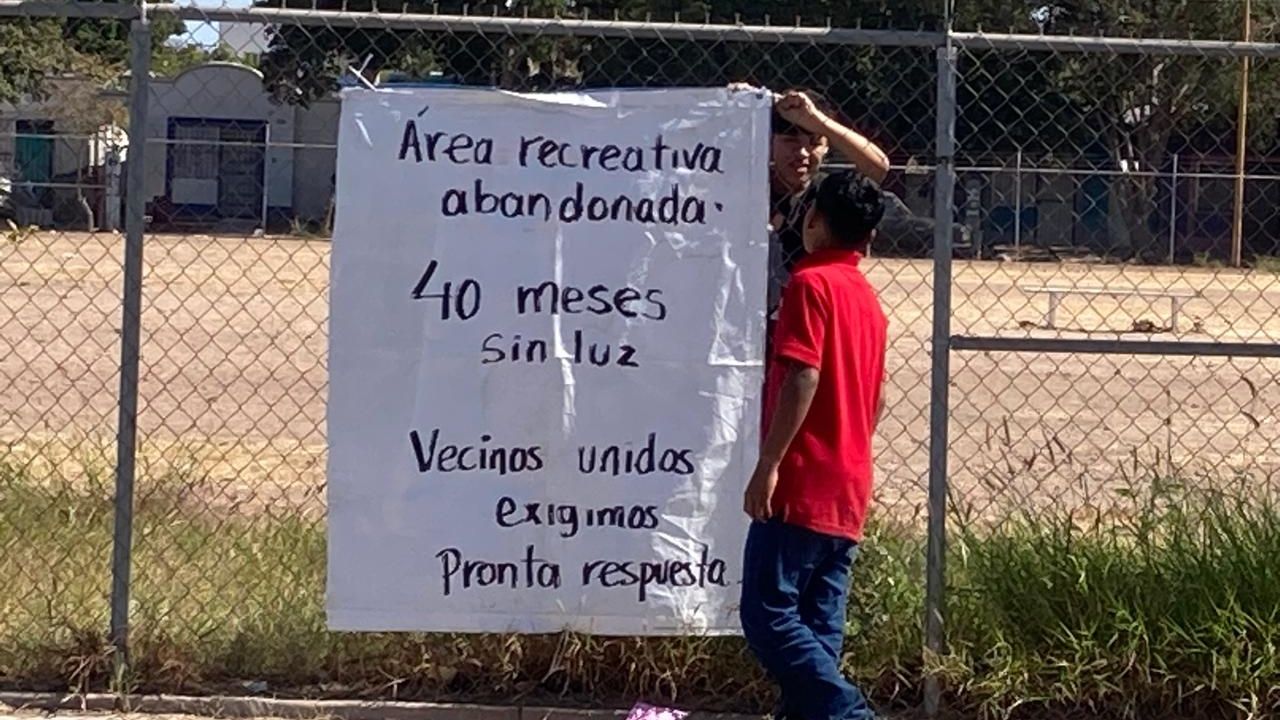 Área recreativa
abandonada.
40 meses
sin luz
Vecinos unidos
exigimos
Pronta respuesta.